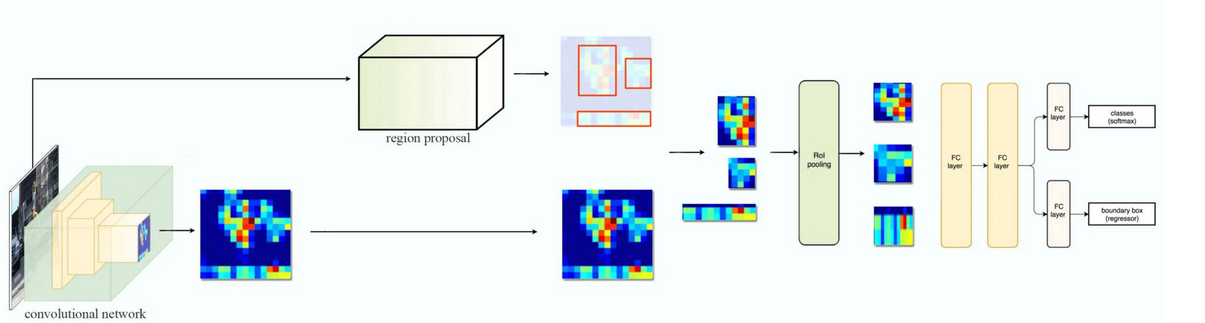 region proposal
convolutional network
RoI
pooling
FC
layer
FC
layer
FC
layer
classes
(softmax)
FC
layer
boundary box
(regressor)